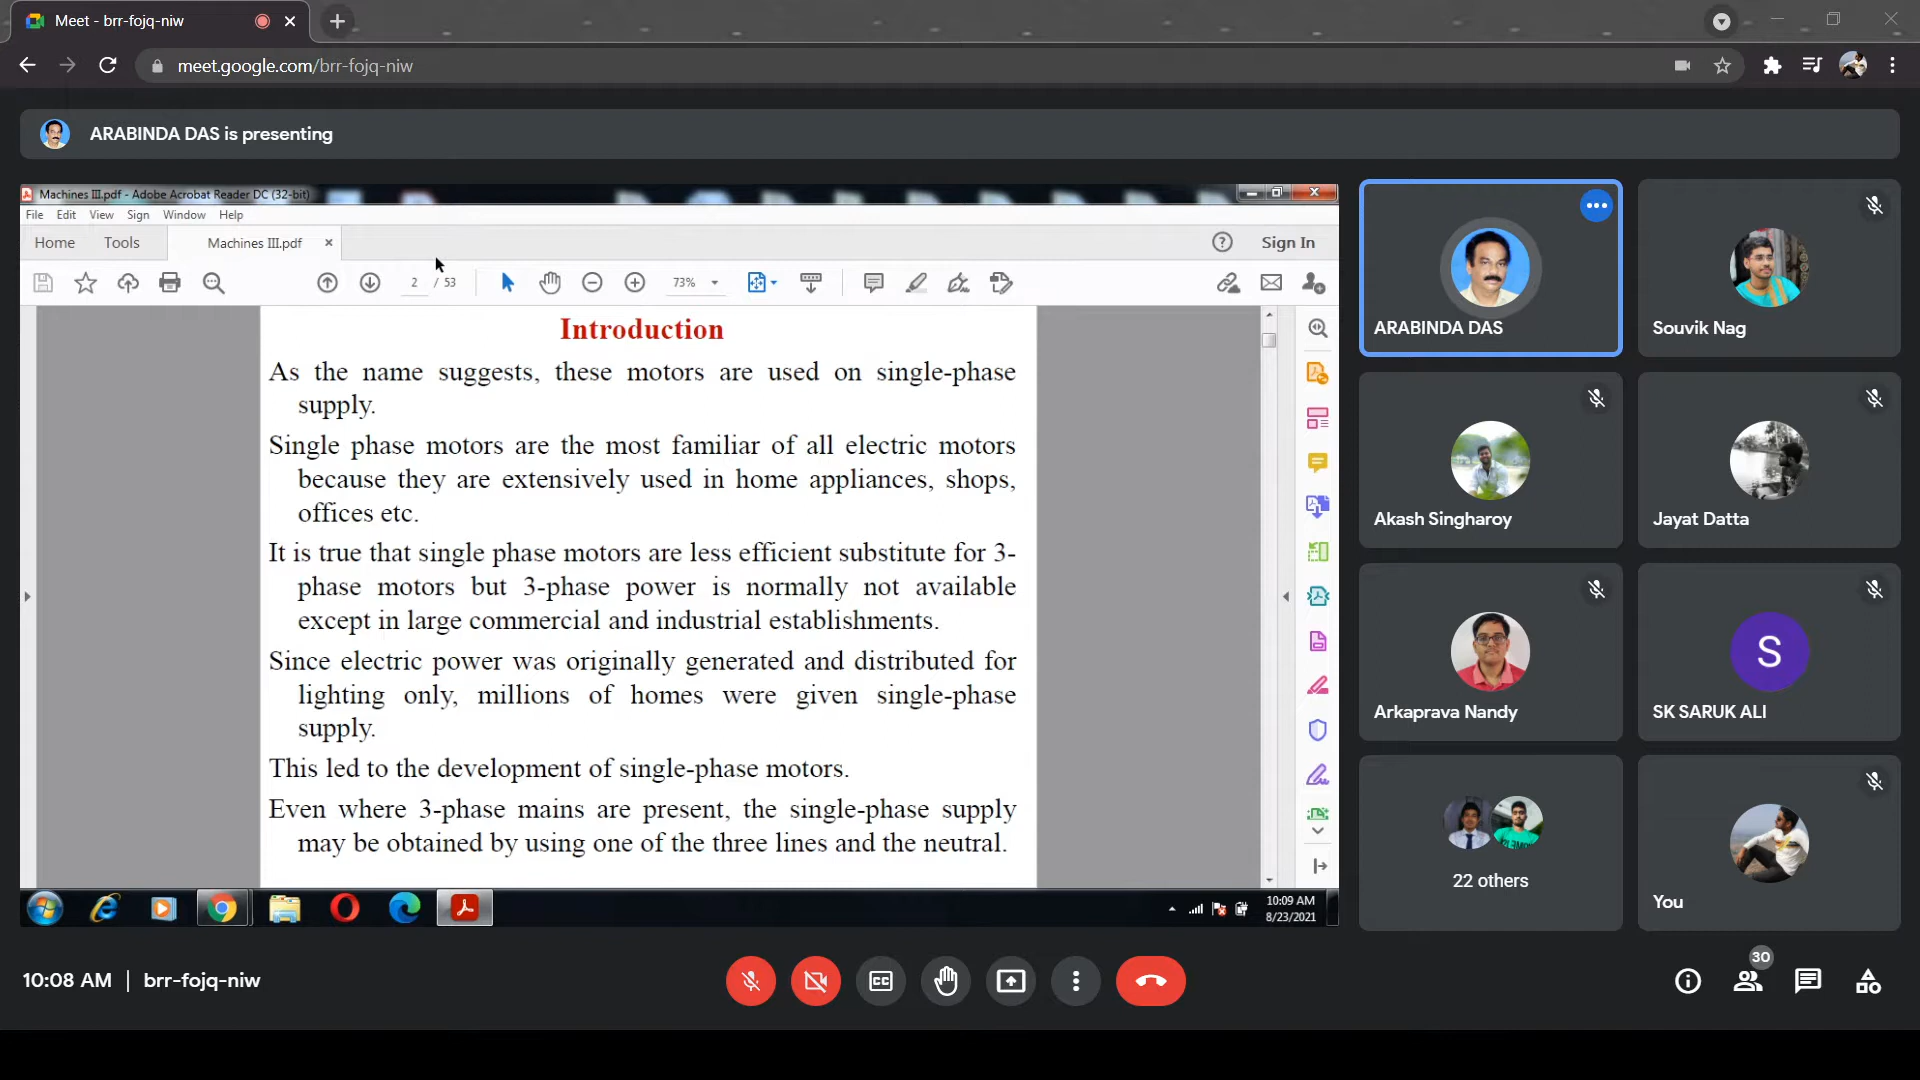 Meet - brr-fojq-niw
meet.google.com/brr-fojq-niw
ARABINDA DAS is presenting
Machines III.pdf - Adobe Acrobat Reader DC (32-bit)
File Edit View Sign Window Help
Home Tools Machines III.pdf Sign In
2 / 53 73%
Introduction
As the name suggests, these motors are used on single-phase
supply.
Single phase motors are the most familiar of all electric motors
because they are extensively used in home appliances, shops,
offices etc.
It is true that single phase motors are less efficient substitute for 3-
phase motors but 3-phase power is normally not available
except in large commercial and industrial establishments.
Since electric power was originally generated and distributed for
lighting only, millions of homes were given single-phase
supply.
This led to the development of single-phase motors.
Even where 3-phase mains are present, the single-phase supply
may be obtained by using one of the three lines and the neutral.
10:09 AM
8/23/2021
ARABINDA DAS
Souvik Nag
Akash Singharoy
Jayat Datta
Arkaprava Nandy
S
SK SARUK ALI
22 others
You
10:08 AM | brr-fojq-niw
CC
30